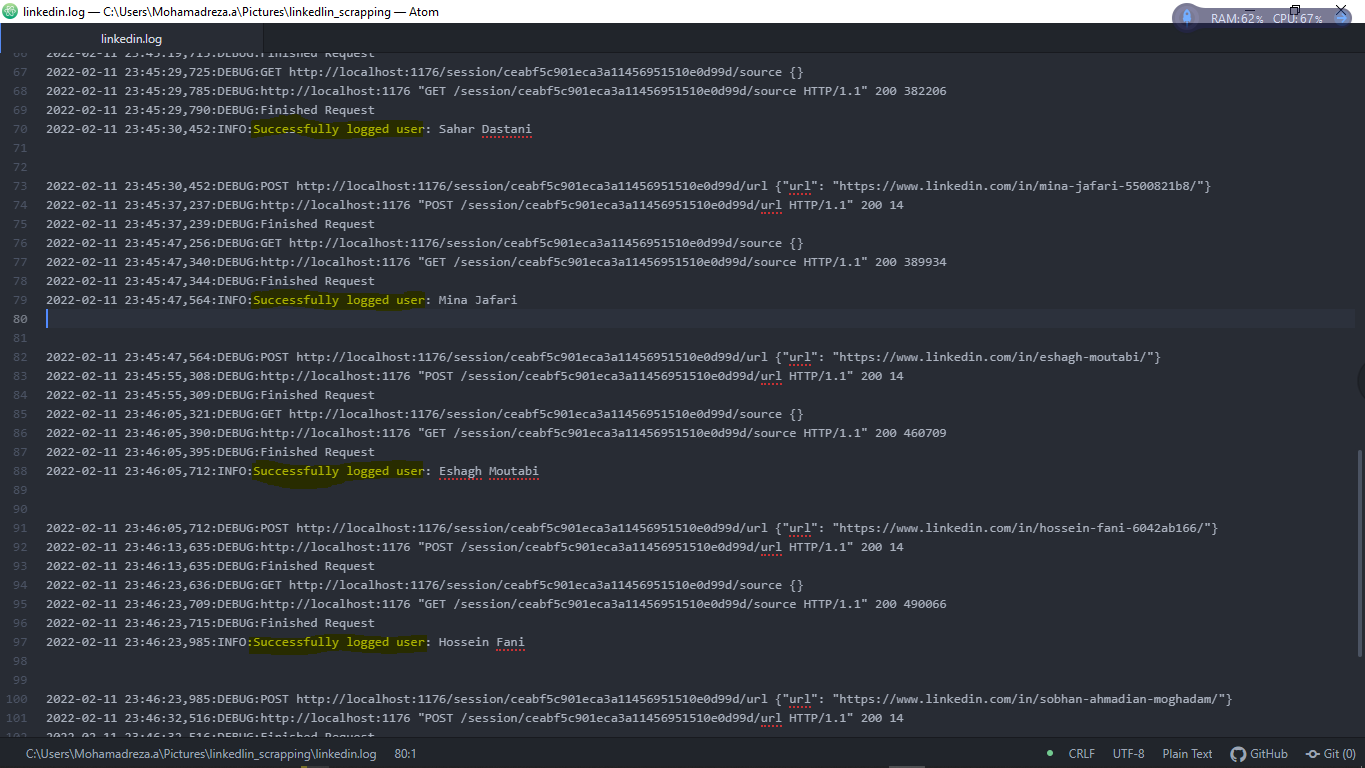 linkedin.log — C:\Users\Mohamadreza.a\Pictures\linkedlin_scrapping — Atom
RAM:62% CPU:67%
linkedin.log
66 2022-02-11 23:45:19,715:DEBUG:Finished Request
67 2022-02-11 23:45:29,725:DEBUG:GET http://localhost:1176/session/ceabf5c901eca3a11456951510e0d99d/source {}
68 2022-02-11 23:45:29,785:DEBUG:http://localhost:1176 "GET /session/ceabf5c901eca3a11456951510e0d99d/source HTTP/1.1" 200 382206
69 2022-02-11 23:45:29,790:DEBUG:Finished Request
70 2022-02-11 23:45:30,452:INFO:Successfully logged user: Sahar Dastani
71
72
73 2022-02-11 23:45:30,452:DEBUG:POST http://localhost:1176/session/ceabf5c901eca3a11456951510e0d99d/url {"url": "https://www.linkedin.com/in/mina-jafari-5500821b8/"}
74 2022-02-11 23:45:37,237:DEBUG:http://localhost:1176 "POST /session/ceabf5c901eca3a11456951510e0d99d/url HTTP/1.1" 200 14
75 2022-02-11 23:45:37,239:DEBUG:Finished Request
76 2022-02-11 23:45:47,256:DEBUG:GET http://localhost:1176/session/ceabf5c901eca3a11456951510e0d99d/source {}
77 2022-02-11 23:45:47,340:DEBUG:http://localhost:1176 "GET /session/ceabf5c901eca3a11456951510e0d99d/source HTTP/1.1" 200 389934
78 2022-02-11 23:45:47,344:DEBUG:Finished Request
79 2022-02-11 23:45:47,564:INFO:Successfully logged user: Mina Jafari
80
81
82 2022-02-11 23:45:47,564:DEBUG:POST http://localhost:1176/session/ceabf5c901eca3a11456951510e0d99d/url {"url": "https://www.linkedin.com/in/eshagh-moutabi/"}
83 2022-02-11 23:45:55,308:DEBUG:http://localhost:1176 "POST /session/ceabf5c901eca3a11456951510e0d99d/url HTTP/1.1" 200 14
84 2022-02-11 23:45:55,309:DEBUG:Finished Request
85 2022-02-11 23:46:05,321:DEBUG:GET http://localhost:1176/session/ceabf5c901eca3a11456951510e0d99d/source {}
86 2022-02-11 23:46:05,390:DEBUG:http://localhost:1176 "GET /session/ceabf5c901eca3a11456951510e0d99d/source HTTP/1.1" 200 460709
87 2022-02-11 23:46:05,395:DEBUG:Finished Request
88 2022-02-11 23:46:05,712:INFO:Successfully logged user: Eshagh Moutabi
89
90
91 2022-02-11 23:46:05,712:DEBUG:POST http://localhost:1176/session/ceabf5c901eca3a11456951510e0d99d/url {"url": "https://www.linkedin.com/in/hossein-fani-6042ab166/"}
92 2022-02-11 23:46:13,635:DEBUG:http://localhost:1176 "POST /session/ceabf5c901eca3a11456951510e0d99d/url HTTP/1.1" 200 14
93 2022-02-11 23:46:13,635:DEBUG:Finished Request
94 2022-02-11 23:46:23,636:DEBUG:GET http://localhost:1176/session/ceabf5c901eca3a11456951510e0d99d/source {}
95 2022-02-11 23:46:23,709:DEBUG:http://localhost:1176 "GET /session/ceabf5c901eca3a11456951510e0d99d/source HTTP/1.1" 200 490066
96 2022-02-11 23:46:23,715:DEBUG:Finished Request
97 2022-02-11 23:46:23,985:INFO:Successfully logged user: Hossein Fani
98
99
100 2022-02-11 23:46:23,985:DEBUG:POST http://localhost:1176/session/ceabf5c901eca3a11456951510e0d99d/url {"url": "https://www.linkedin.com/in/sobhan-ahmadian-moghadam/"}
101 2022-02-11 23:46:32,516:DEBUG:http://localhost:1176 "POST /session/ceabf5c901eca3a11456951510e0d99d/url HTTP/1.1" 200 14
102 2022-02-11 23:46:32,516:DEBUG:Finished Request
C:\Users\Mohamadreza.a\Pictures\linkedlin_scrapping\linkedin.log 80:1 CRLF UTF-8 Plain Text GitHub Git (0)